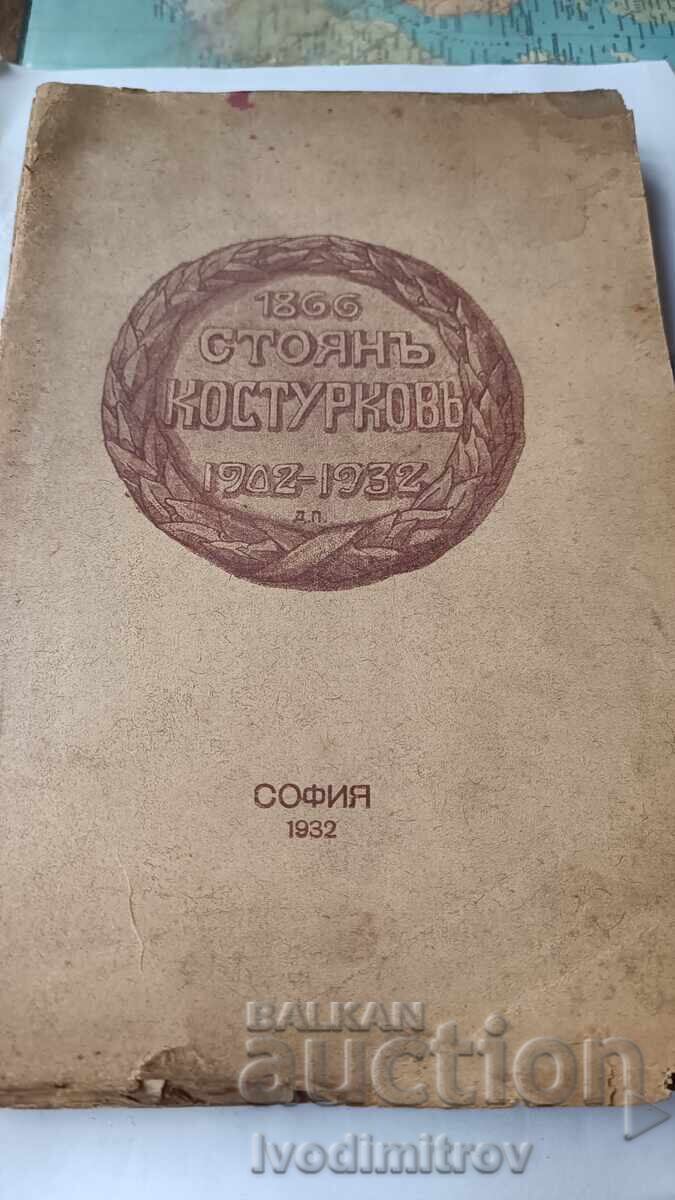 1866
СТОЯНЪ
КОСТУРКОВЪ
1902-1932
Д.П.
СОФИЯ
1932
BALKAN
auction
Ivodimitrov